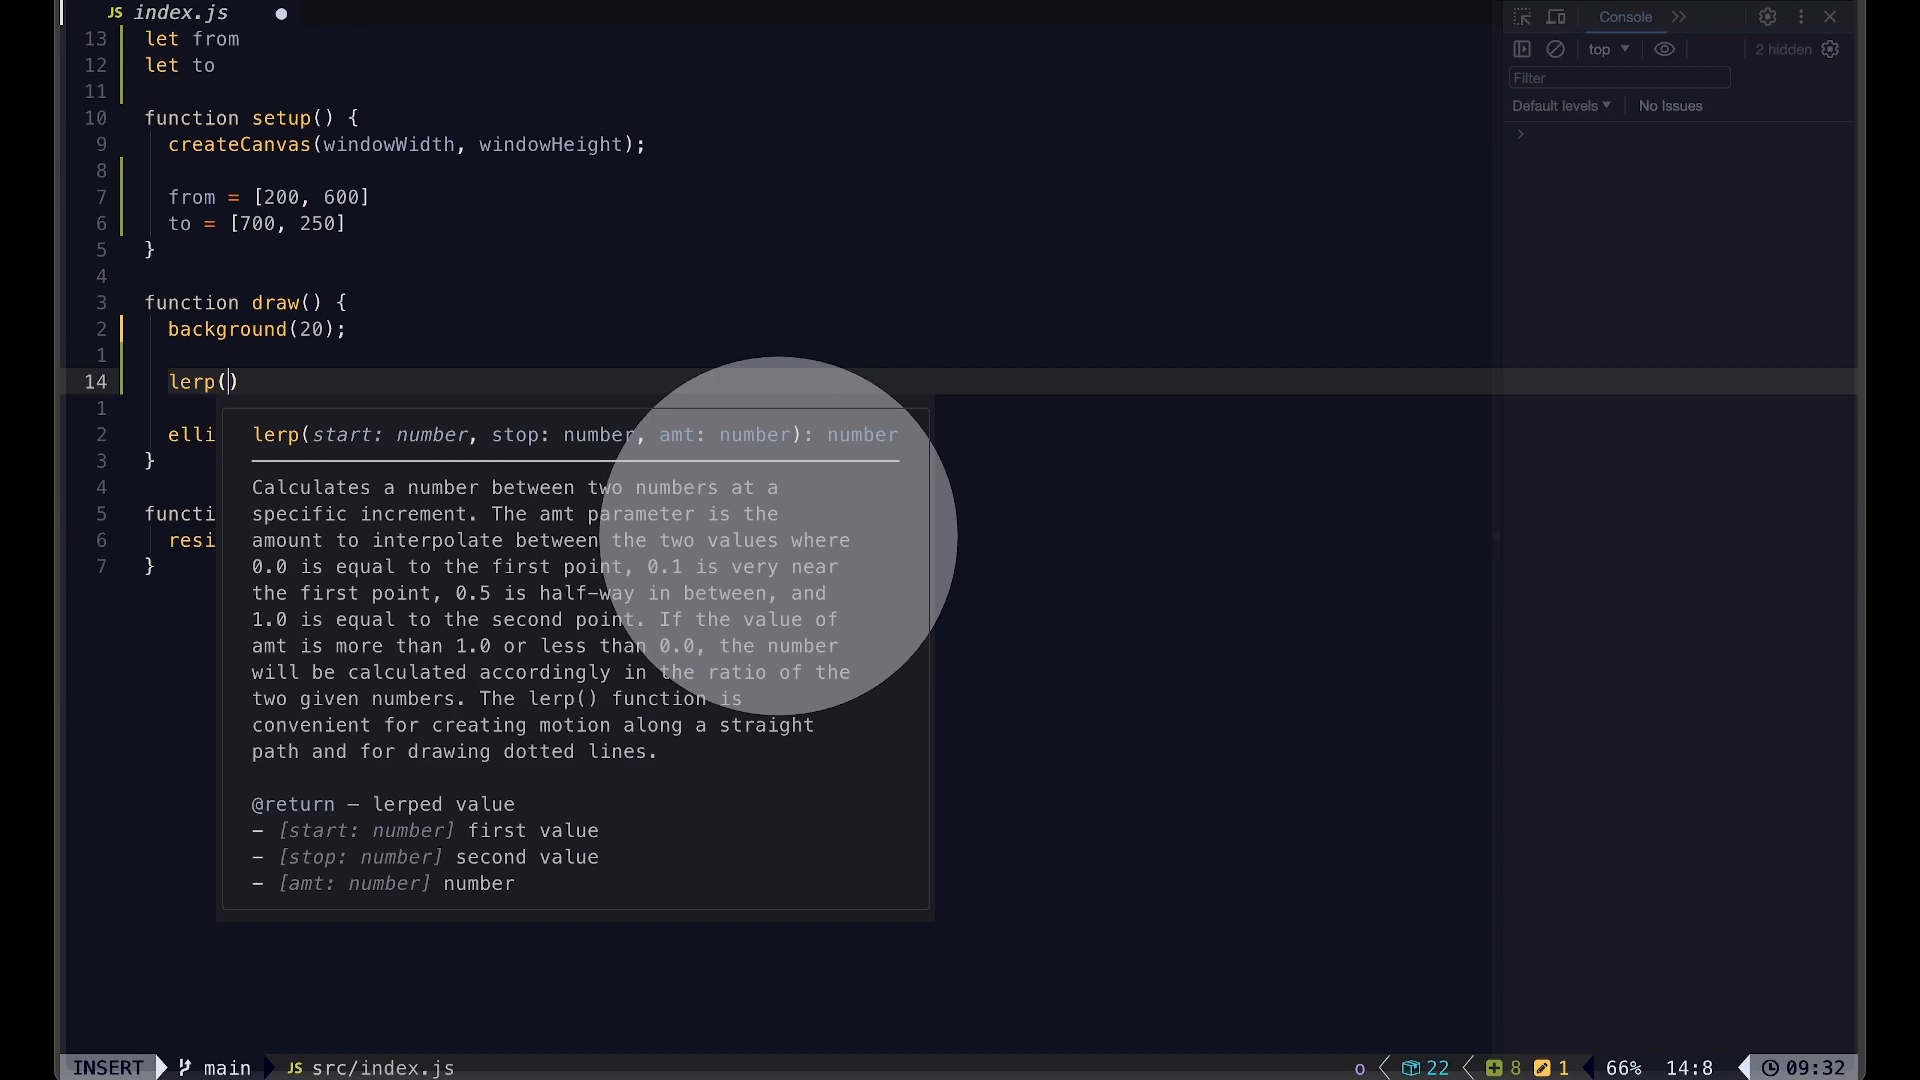 JS index.js
Console
13 let from
12 let to
11
10 function setup() {
9 createCanvas(windowWidth, windowHeight);
8
7 from = [200, 600]
6 to = [700, 250]
5 }
4
3 function draw() {
2 background(20);
1
14 lerp()
1
2 elli
3 }
4
5 functi
6 resi
7 }
lerp(start: number, stop: number, amt: number): number
Calculates a number between two numbers at a
specific increment. The amt parameter is the
amount to interpolate between the two values where
0.0 is equal to the first point, 0.1 is very near
the first point, 0.5 is half-way in between, and
1.0 is equal to the second point. If the value of
amt is more than 1.0 or less than 0.0, the number
will be calculated accordingly in the ratio of the
two given numbers. The lerp() function is
convenient for creating motion along a straight
path and for drawing dotted lines.
@return – lerped value
– [start: number] first value
– [stop: number] second value
– [amt: number] number
top 2 hidden
Filter
Default levels No Issues
INSERT main JS src/index.js o 22 8 1 66% 14:8 09:32